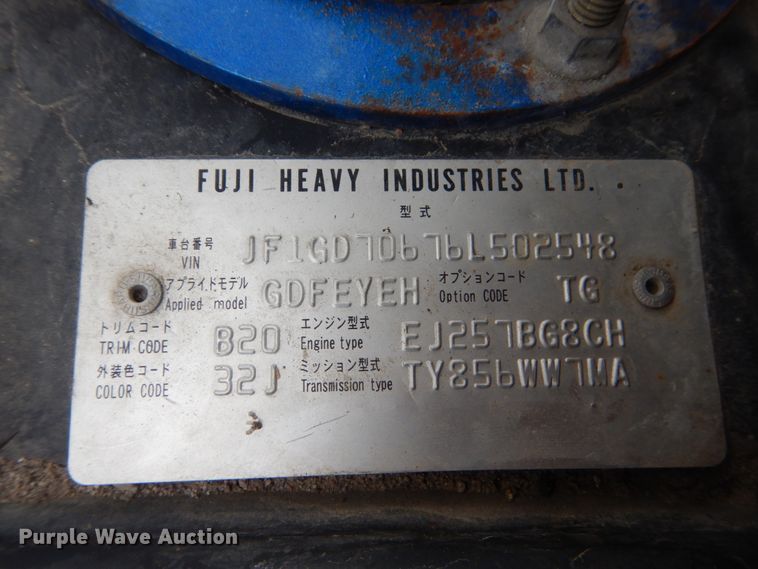 FUJI HEAVY INDUSTRIES LTD.
型式
車台番号 VIN JF1GD70676L502548
アプライドモデル Applied model GDFEYEH オプションコード Option CODE TG
トリムコード TRIM CODE B20 エンジン型式 Engine type EJ257BG8CH
外装色コード COLOR CODE 32J ミッション型式 Transmission type TY856WW7MA
Purple Wave Auction